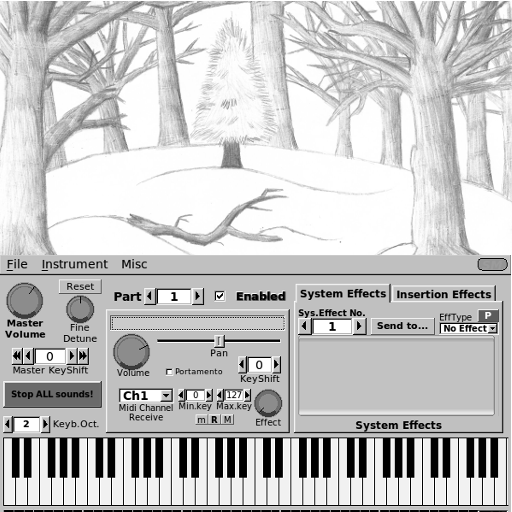 File Instrument Misc
Master Volume
Reset
Fine Detune
0
Master KeyShift
Stop ALL sounds!
2 Keyb.Oct.
Part 1 Enabled
Volume
Pan
Portamento
0
KeyShift
Ch1
Midi Channel Receive
0
Min.key
127
Max.key
m R M
Effect
System Effects Insertion Effects
Sys.Effect No.
1
Send to...
EffType P
No Effect
System Effects